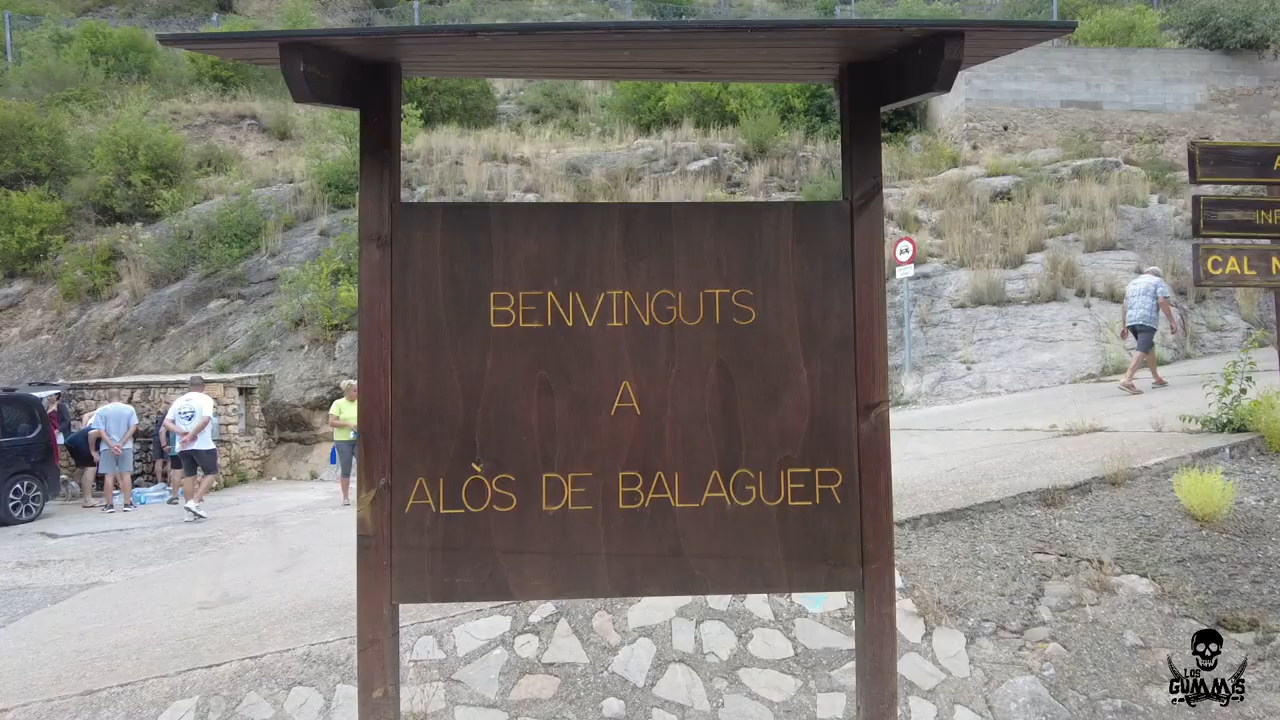 BENVINGUTS
A
ALÒS DE BALAGUER
CAL
LOS
GUMMIS